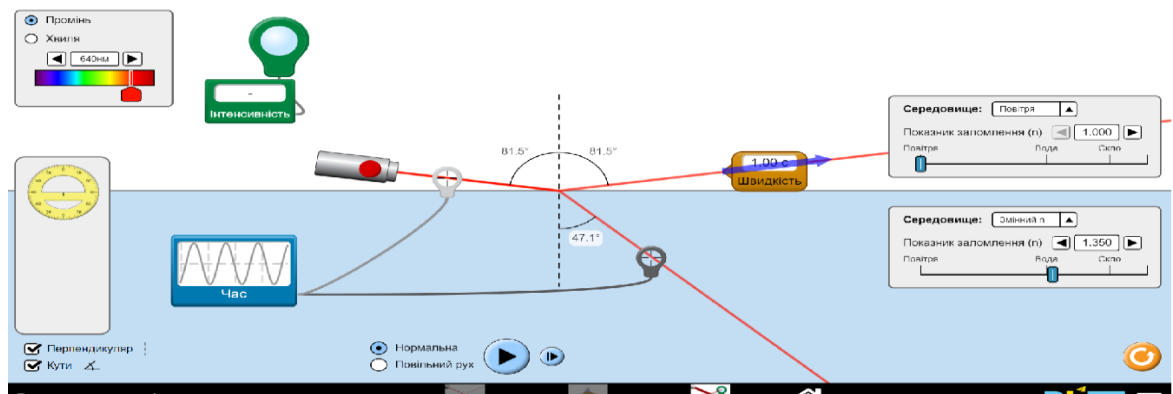 Промінь
Хвиля
640нм
-
Інтенсивність
81.5°
81.5°
1.00 c
Швидкість
Середовище: Повітря
Показник заломлення (n) 1.000
Повітря Вода Скло
47.1°
Середовище: Змінний n
Показник заломлення (n) 1.350
Повітря Вода Скло
Час
Перпендикуляр
Кути
Нормальна
Повільний рух